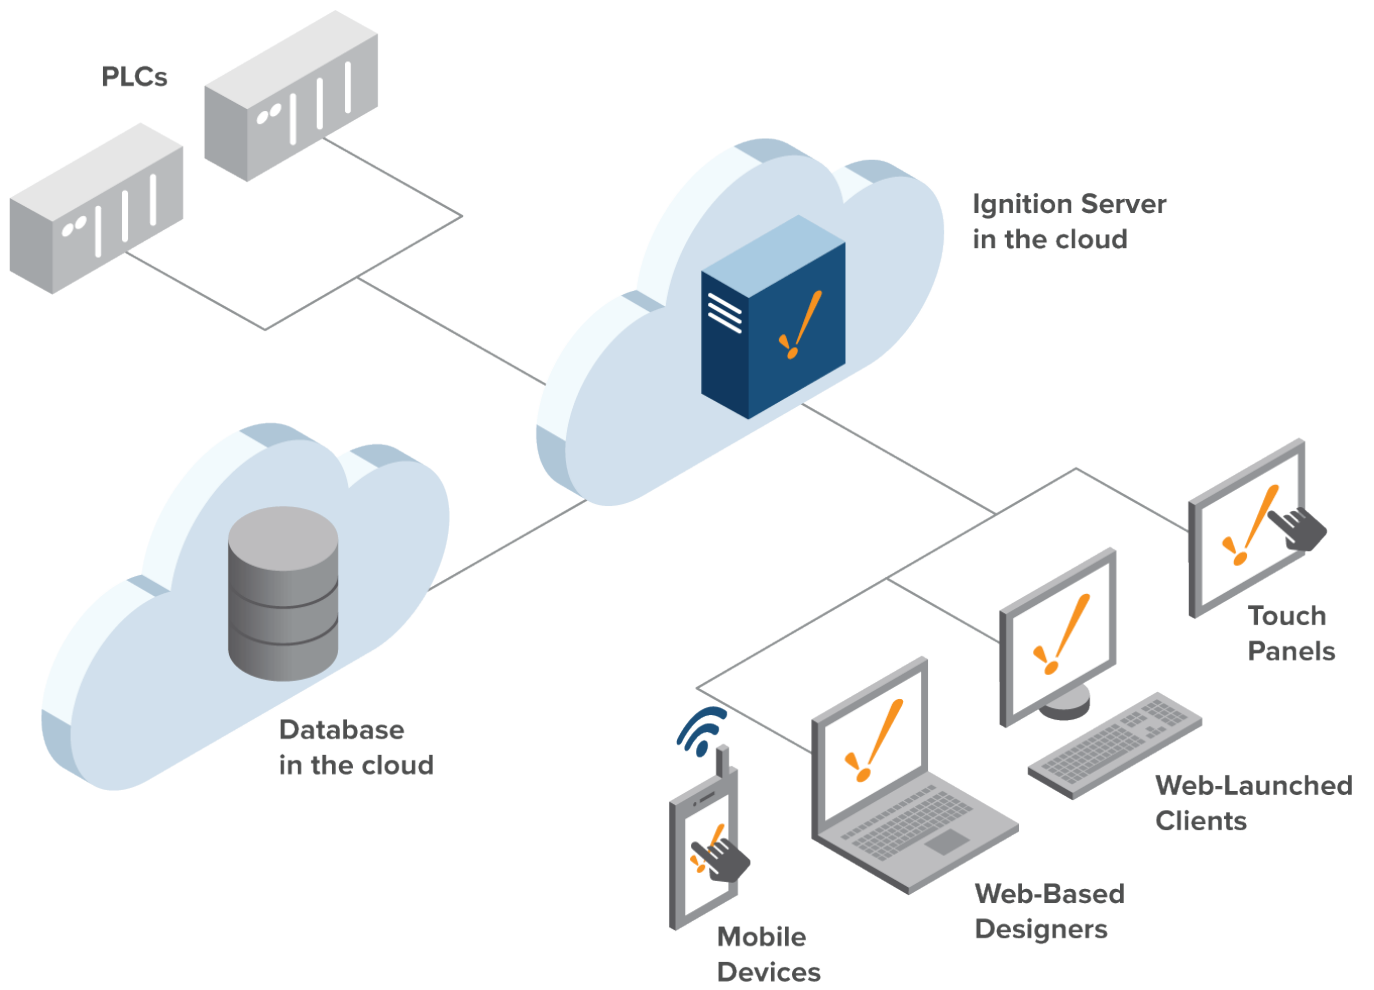 PLCs
Ignition Server
in the cloud
Touch
Panels
Database
in the cloud
Web-Launched
Clients
Web-Based
Designers
Mobile
Devices